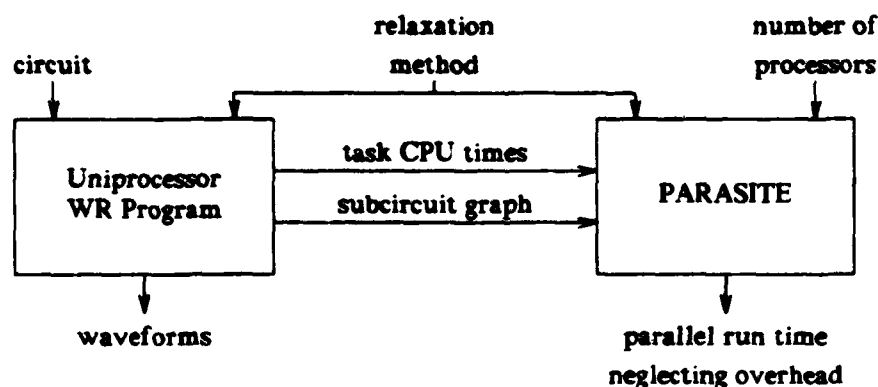 relaxation
method
number of
processors
circuit
Uniprocessor
WR Program
task CPU times
subcircuit graph
PARASITE
waveforms
parallel run time
neglecting overhead